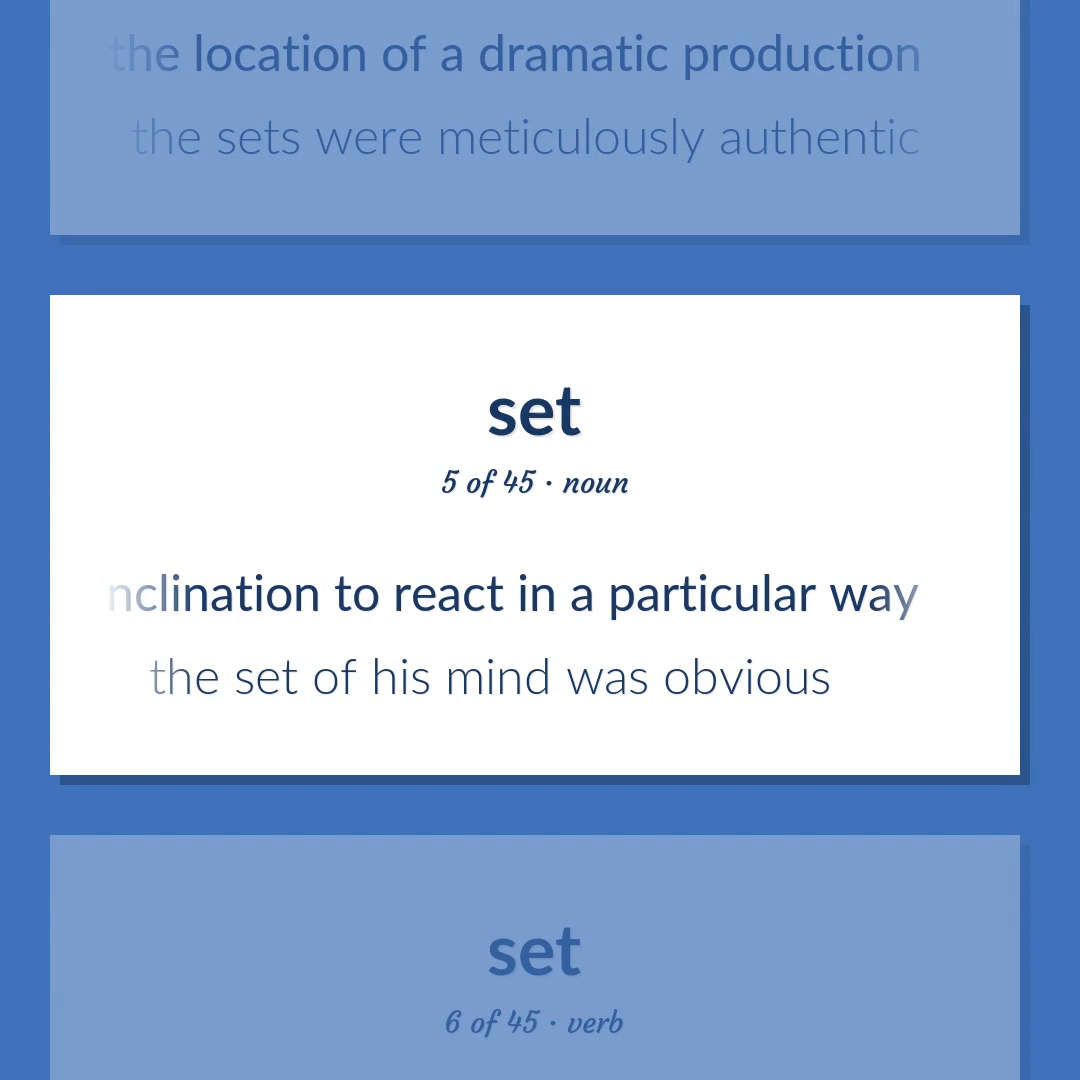 the location of a dramatic production
the sets were meticulously authentic
set
5 of 45 · noun
nclination to react in a particular way
the set of his mind was obvious
set
6 of 45 · verb